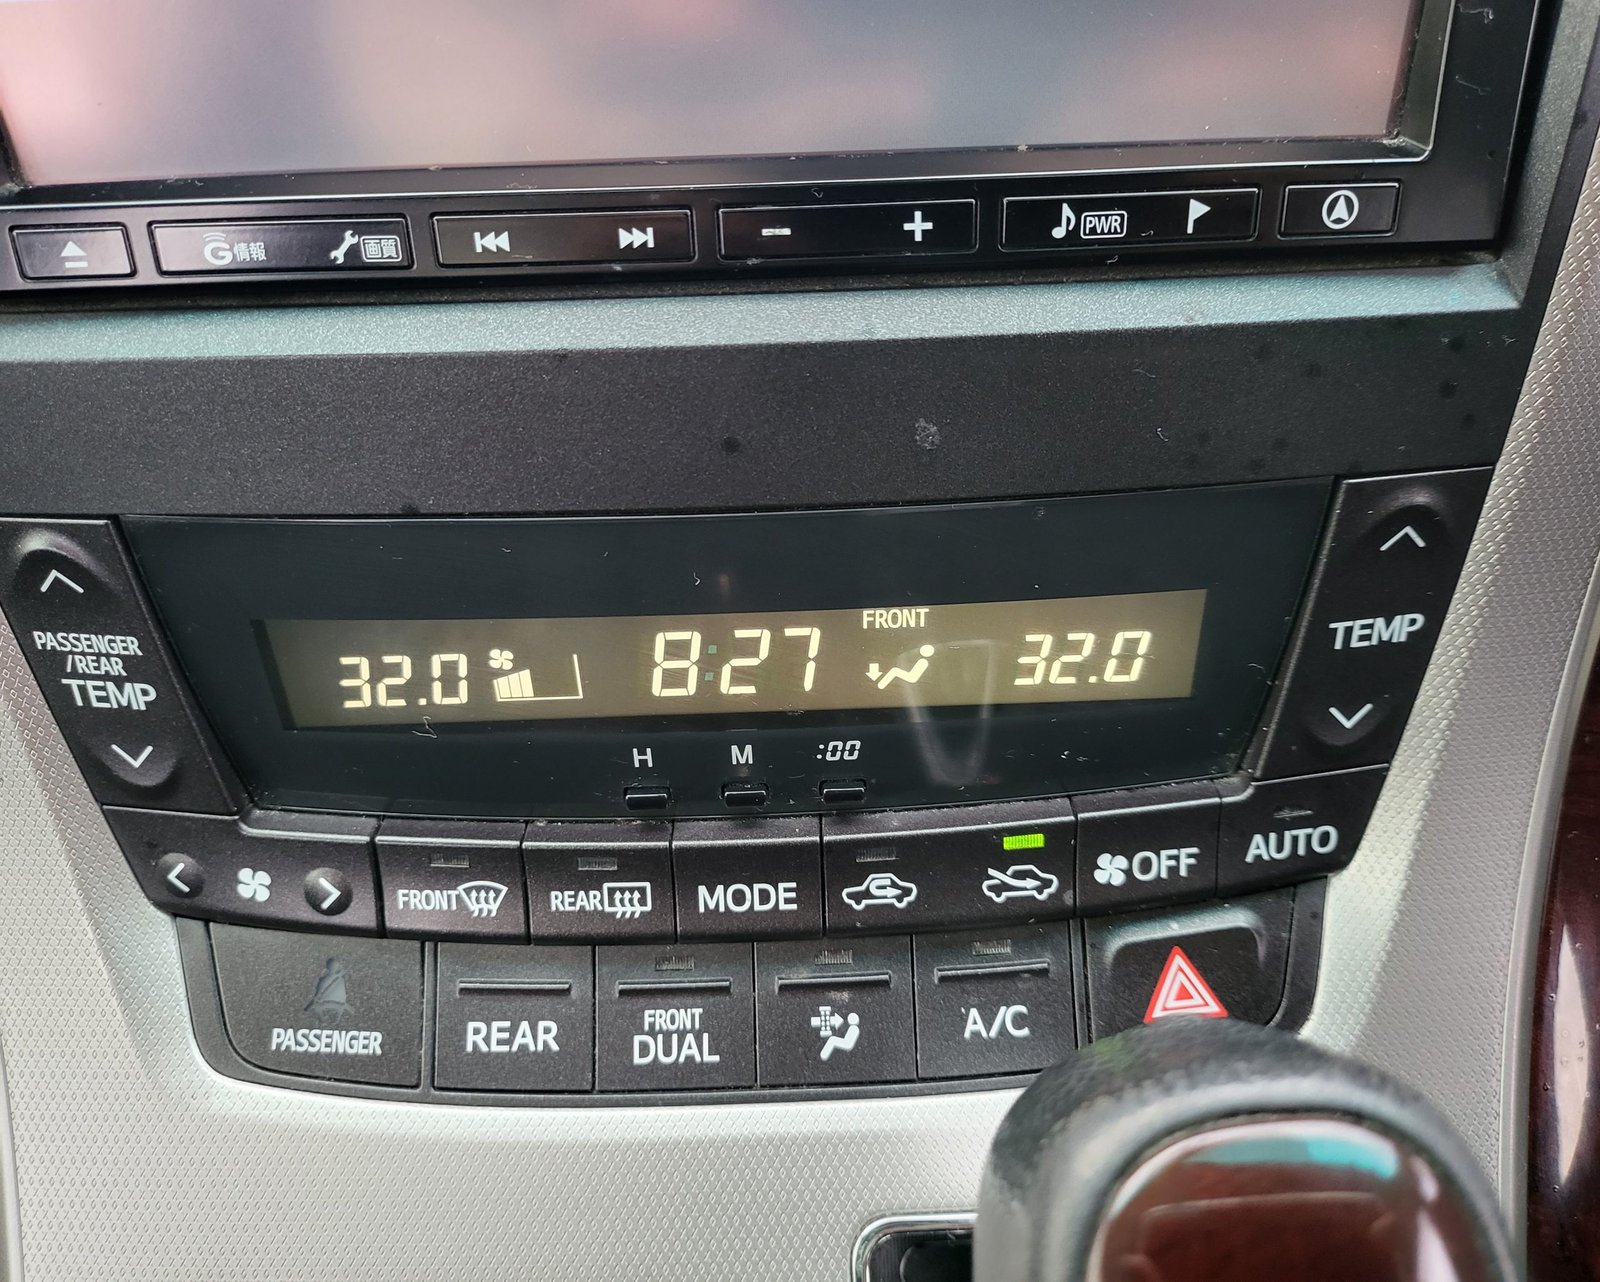 G情報 画質 PWR
PASSENGER
/REAR
TEMP
FRONT
32.0 8:27 32.0
TEMP
H M :00
FRONT REAR MODE OFF AUTO
PASSENGER REAR FRONT
DUAL A/C